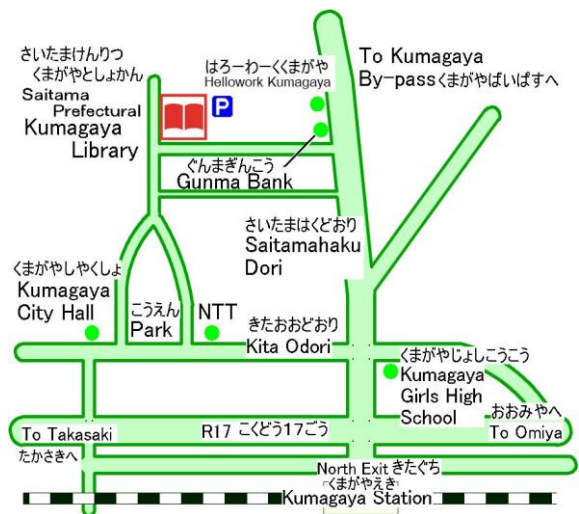 さいたまけんりつ
くまがやとしょかん
Saitama
Prefectural
Kumagaya
Library
P
はろーわーくくまがや
Hellowork Kumagaya
To Kumagaya
By-passくまがやばいぱすへ
ぐんまぎんこう
Gunma Bank
さいたまはくどおり
Saitamahaku
Dori
くまがやしやくしょ
Kumagaya
City Hall
こうえん
Park
NTT
きたおおどおり
Kita Odori
くまがやじょしこうこう
Kumagaya
Girls High
School
To Takasaki
たかさきへ
R17 こくどう17ごう
おおみやへ
To Omiya
North Exit きたぐち
くまがやえき
Kumagaya Station